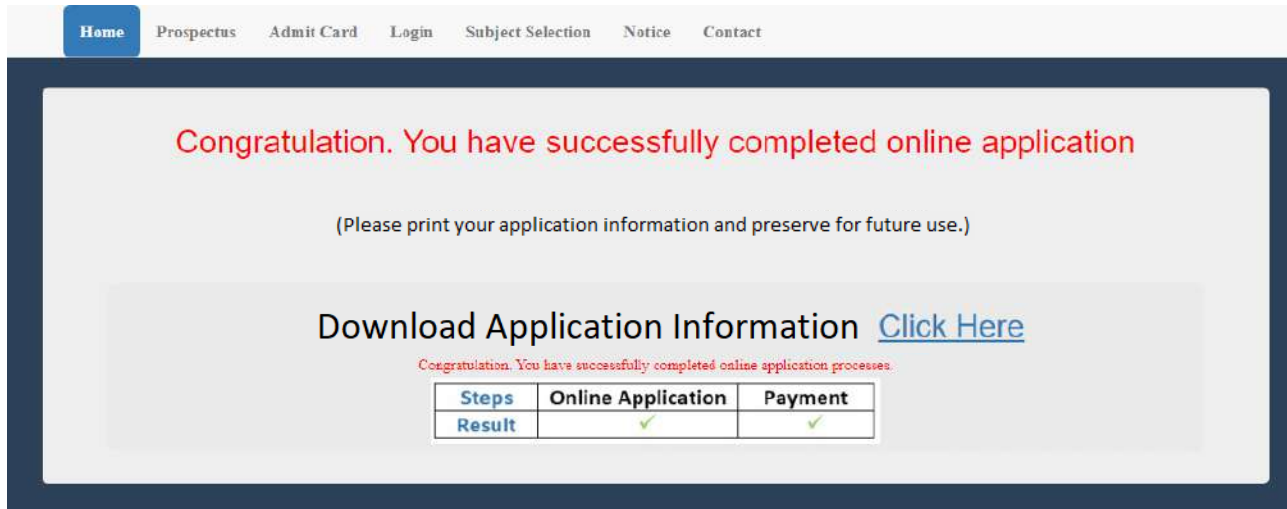 Home Prospectus Admit Card Login Subject Selection Notice Contact
Congratulation. You have successfully completed online application
(Please print your application information and preserve for future use.)
Download Application Information Click Here
Congratulation. You have successfully completed online application processes.
Steps Online Application Payment
Result ✓ ✓